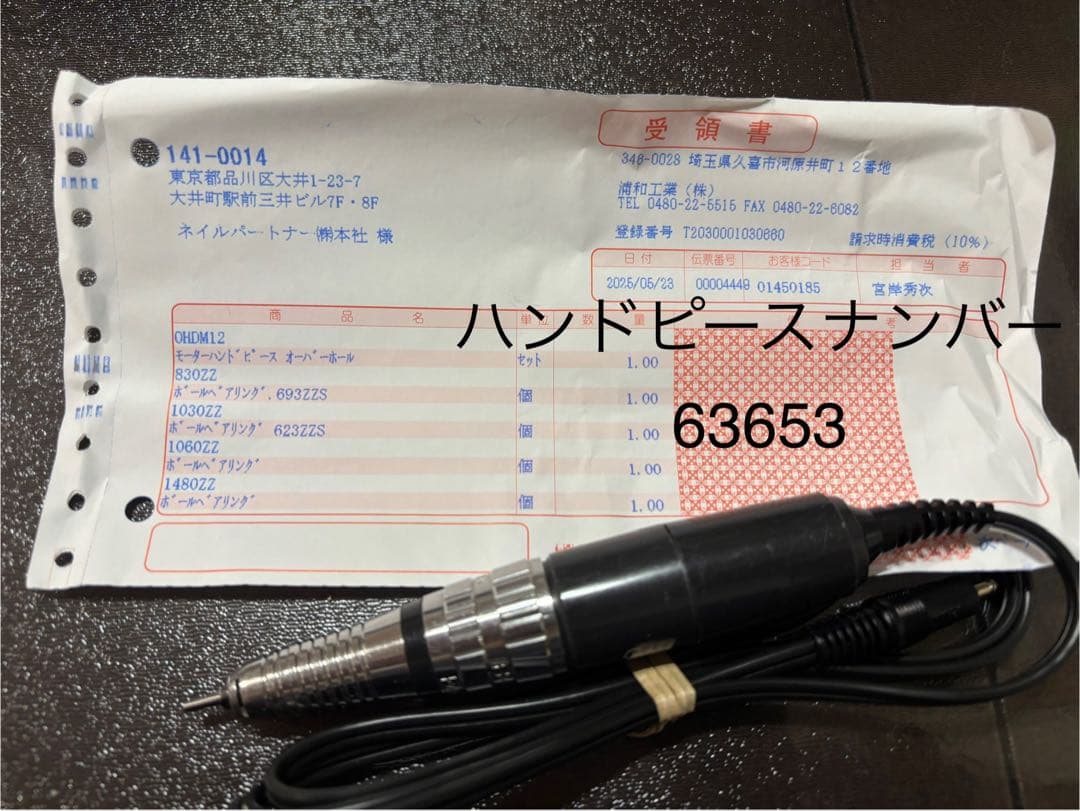 受領書
141-0014
東京都品川区大井1-23-7
大井町駅前三井ビル7F・8F
ネイルパートナー㈱本社 様
346-0028 埼玉県久喜市河原井町12番地
浦和工業(株)
TEL 0480-22-5515 FAX 0480-22-6082
登録番号 T2030001030660
請求時消費税(10%)
日付 伝票番号 お客様コード 担当者
2025/05/23 00004449 01450185 宮岸秀次
商品名 単位 数量 考
ハンドピースナンバー
63653
OHDM12
モーターハンドピース オーバーホール セット 1.00
830ZZ
ボールベアリング.693ZZS 個 1.00
1030ZZ
ボールベアリング 623ZZS 個 1.00
1060ZZ
ボールベアリング 個 1.00
1480ZZ
ボールベアリング 個 1.00